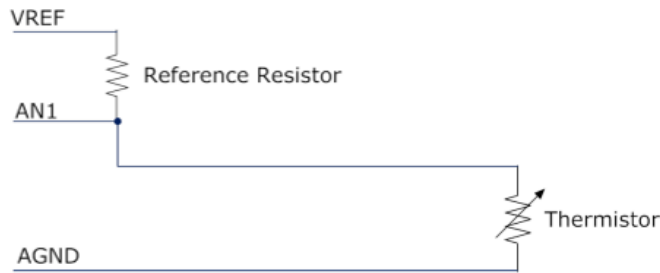 VREF
Reference Resistor
AN1
Thermistor
AGND